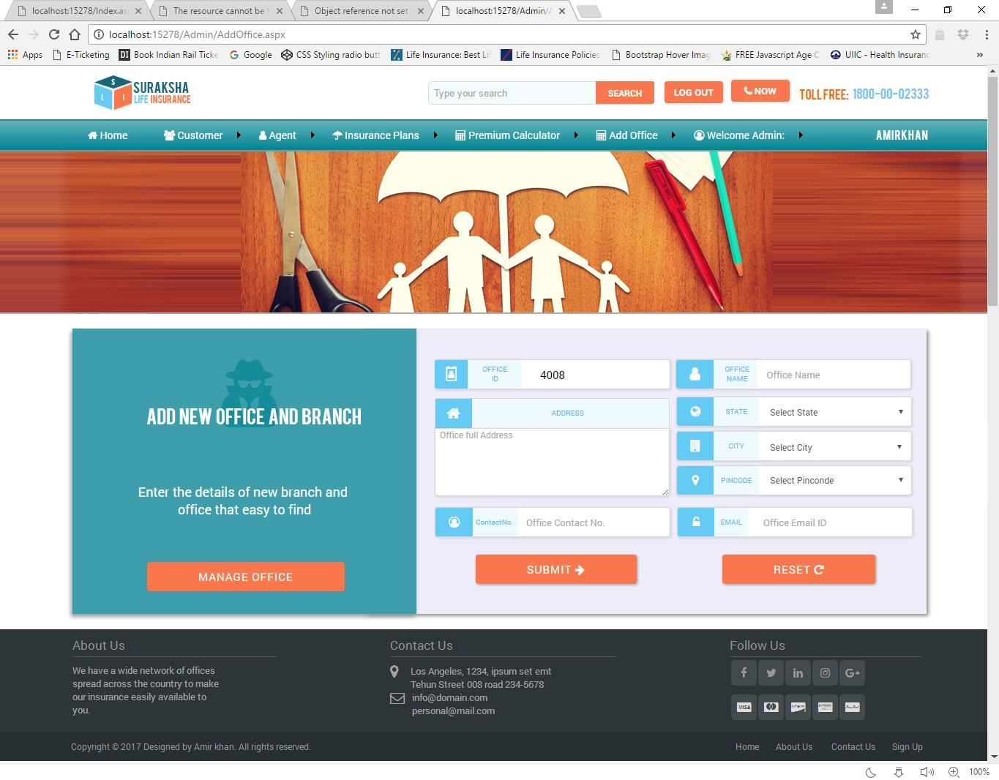 localhost:15278/Index.as
The resource cannot be f
Object reference not set
localhost:15278/Admin/A
localhost:15278/Admin/AddOffice.aspx
Apps
E-Ticketing
DI Book Indian Rail Ticke
Google
CSS Styling radio butt
Life Insurance: Best Lif
Life Insurance Policies
Bootstrap Hover Imag
FREE Javascript Age C
UIIC - Health Insuranc
»
S
L I
SURAKSHA
LIFE INSURANCE
Type your search
SEARCH
LOG OUT
NOW
TOLL FREE: 1800-00-02333
Home
Customer
Agent
Insurance Plans
Premium Calculator
Add Office
Welcome Admin:
AMIRKHAN
ADD NEW OFFICE AND BRANCH
Enter the details of new branch and
office that easy to find
MANAGE OFFICE
OFFICE
ID
4008
OFFICE
NAME
Office Name
ADDRESS
Office full Address
STATE
Select State
CITY
Select City
PINCODE
Select Pinconde
ContactNo.
Office Contact No.
EMAIL
Office Email ID
SUBMIT
RESET
About Us
We have a wide network of offices
spread across the country to make
our insurance easily available to
you.
Contact Us
Los Angeles, 1234, ipsum set emt
Tehun Street 008 road 234-5678
info@domain.com
personal@mail.com
Follow Us
G+
VISA
PayPal
Copyright © 2017 Designed by Amir khan. All rights reserved.
Home
About Us
Contact Us
Sign Up
100%